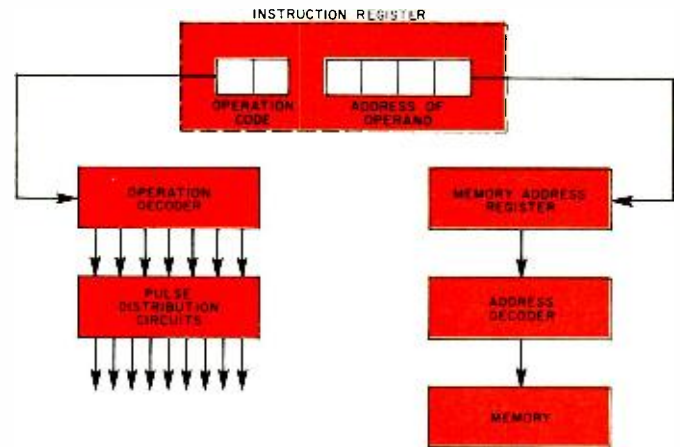 INSTRUCTION REGISTER
OPERATION
CODE
ADDRESS OF
OPERAND
OPERATION
DECODER
MEMORY ADDRESS
REGISTER
PULSE
DISTRIBUTION
CIRCUITS
ADDRESS
DECODER
MEMORY